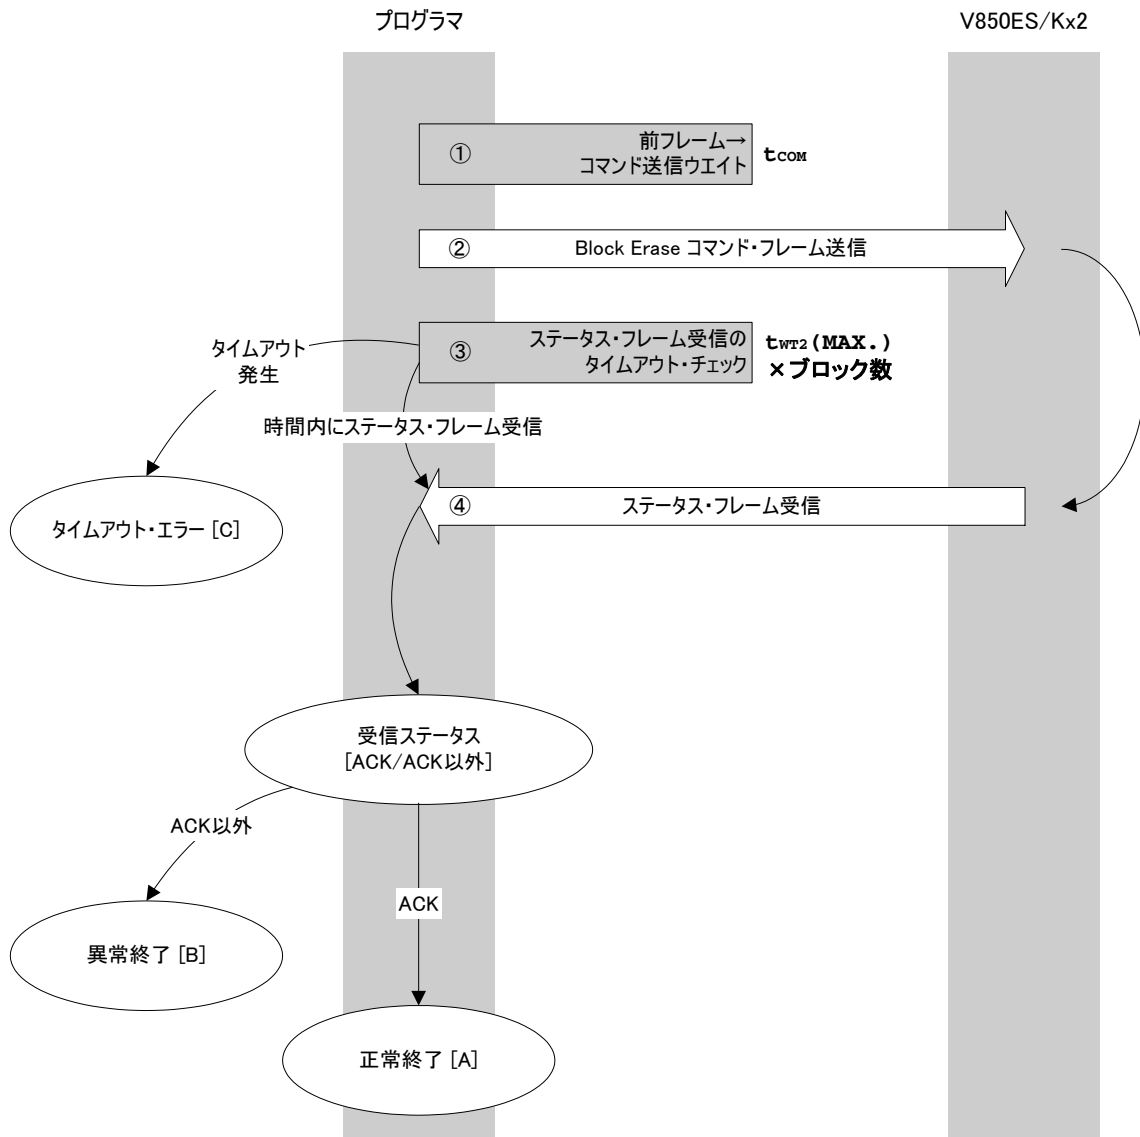 プログラマ
V850ES/Kx2
①
前フレーム→
コマンド送信ウエイト
tCOM
②
Block Erase コマンド・フレーム送信
③
ステータス・フレーム受信の
タイムアウト・チェック
tWT2(MAX.)
×ブロック数
タイムアウト
発生
時間内にステータス・フレーム受信
④
ステータス・フレーム受信
タイムアウト・エラー [C]
受信ステータス
[ACK/ACK以外]
ACK以外
ACK
異常終了 [B]
正常終了 [A]